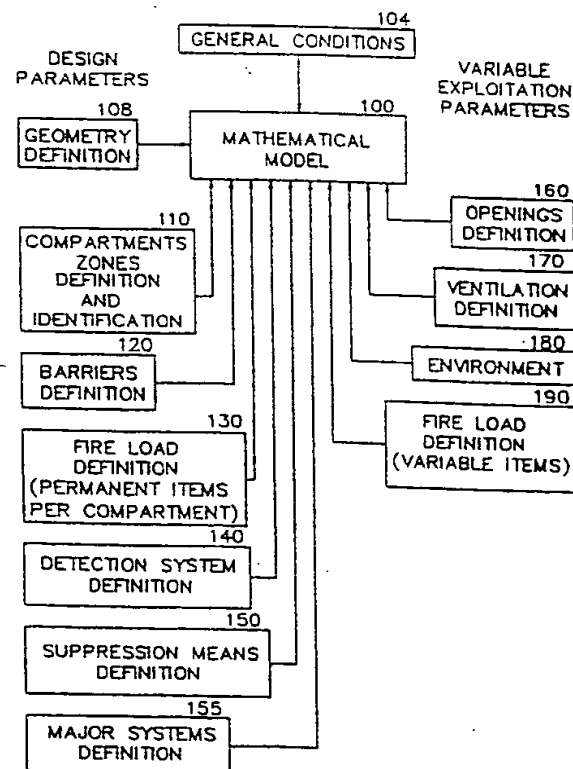 104
GENERAL CONDITIONS
DESIGN
PARAMETERS
VARIABLE
EXPLOITATION
PARAMETERS
108
GEOMETRY
DEFINITION
100
MATHEMATICAL
MODEL
110
COMPARTMENTS
ZONES
DEFINITION
AND
IDENTIFICATION
120
BARRIERS
DEFINITION
130
FIRE LOAD
DEFINITION
(PERMANENT ITEMS
PER COMPARTMENT)
140
DETECTION SYSTEM
DEFINITION
150
SUPPRESSION MEANS
DEFINITION
155
MAJOR SYSTEMS
DEFINITION
160
OPENINGS
DEFINITION
170
VENTILATION
DEFINITION
180
ENVIRONMENT
190
FIRE LOAD
DEFINITION
(VARIABLE ITEMS)